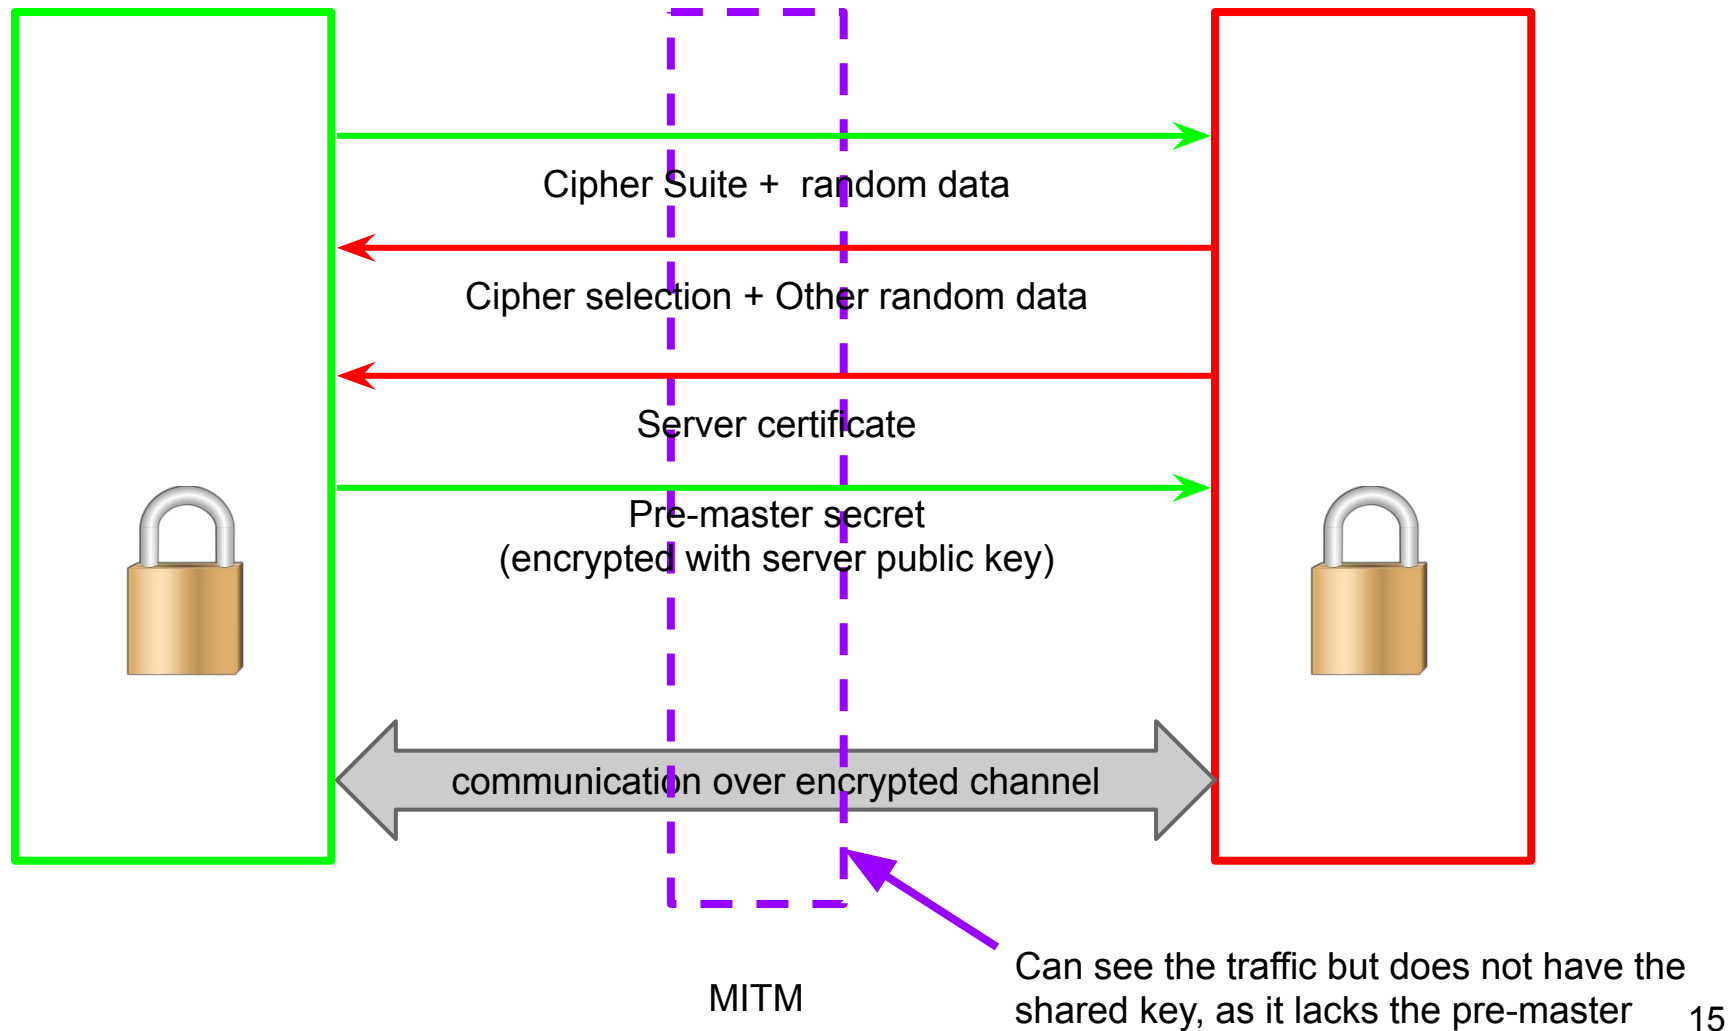 Cipher Suite + random data
Cipher selection + Other random data
Server certificate
Pre-master secret
(encrypted with server public key)
communication over encrypted channel
MITM
Can see the traffic but does not have the
shared key, as it lacks the pre-master
15